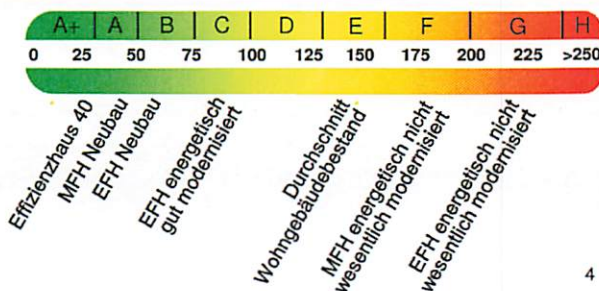 A+ A B C D E F G H
0 25 50 75 100 125 150 175 200 225 >250
Effizienzhaus 40
MFH Neubau
EFH Neubau
EFH energetisch
gut modernisiert
Durchschnitt
Wohngebäudebestand
MFH energetisch nicht
wesentlich modernisiert
EFH energetisch nicht
wesentlich modernisiert
4